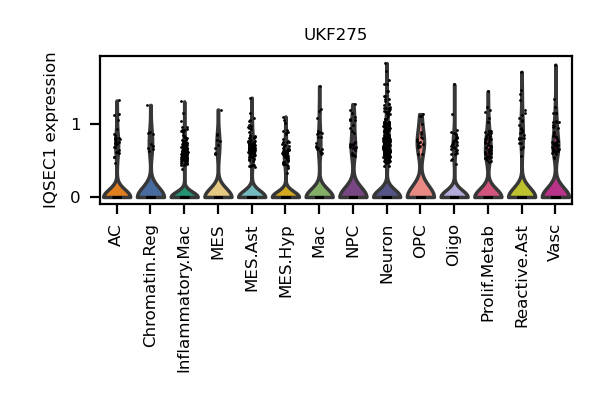 UKF275
IQSEC1 expression
1
0
AC
Chromatin.Reg
Inflammatory.Mac
MES
MES.Ast
MES.Hyp
Mac
NPC
Neuron
OPC
Oligo
Prolif.Metab
Reactive.Ast
Vasc